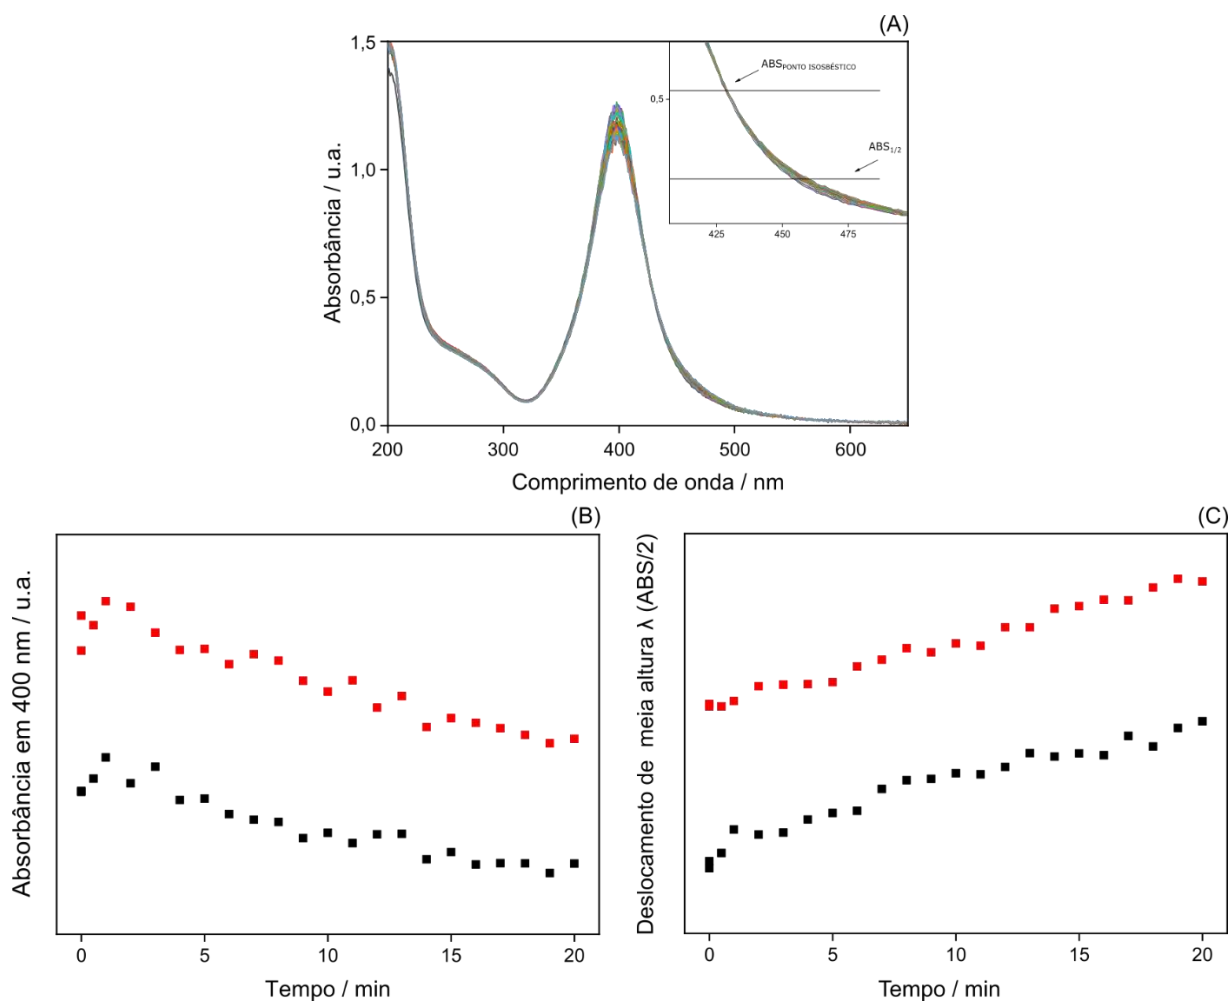 (A)
1,5
1,0
0,5
0,0
200
300
400
500
600
Absorbância / u.a.
Comprimento de onda / nm
ABS PONTO ISOSBÉSTICO
0,5
ABS1/2
425
450
475
(B)
Absorbância em 400 nm / u.a.
0
5
10
15
20
Tempo / min
(C)
Deslocamento de meia altura λ (ABS/2)
0
5
10
15
20
Tempo / min